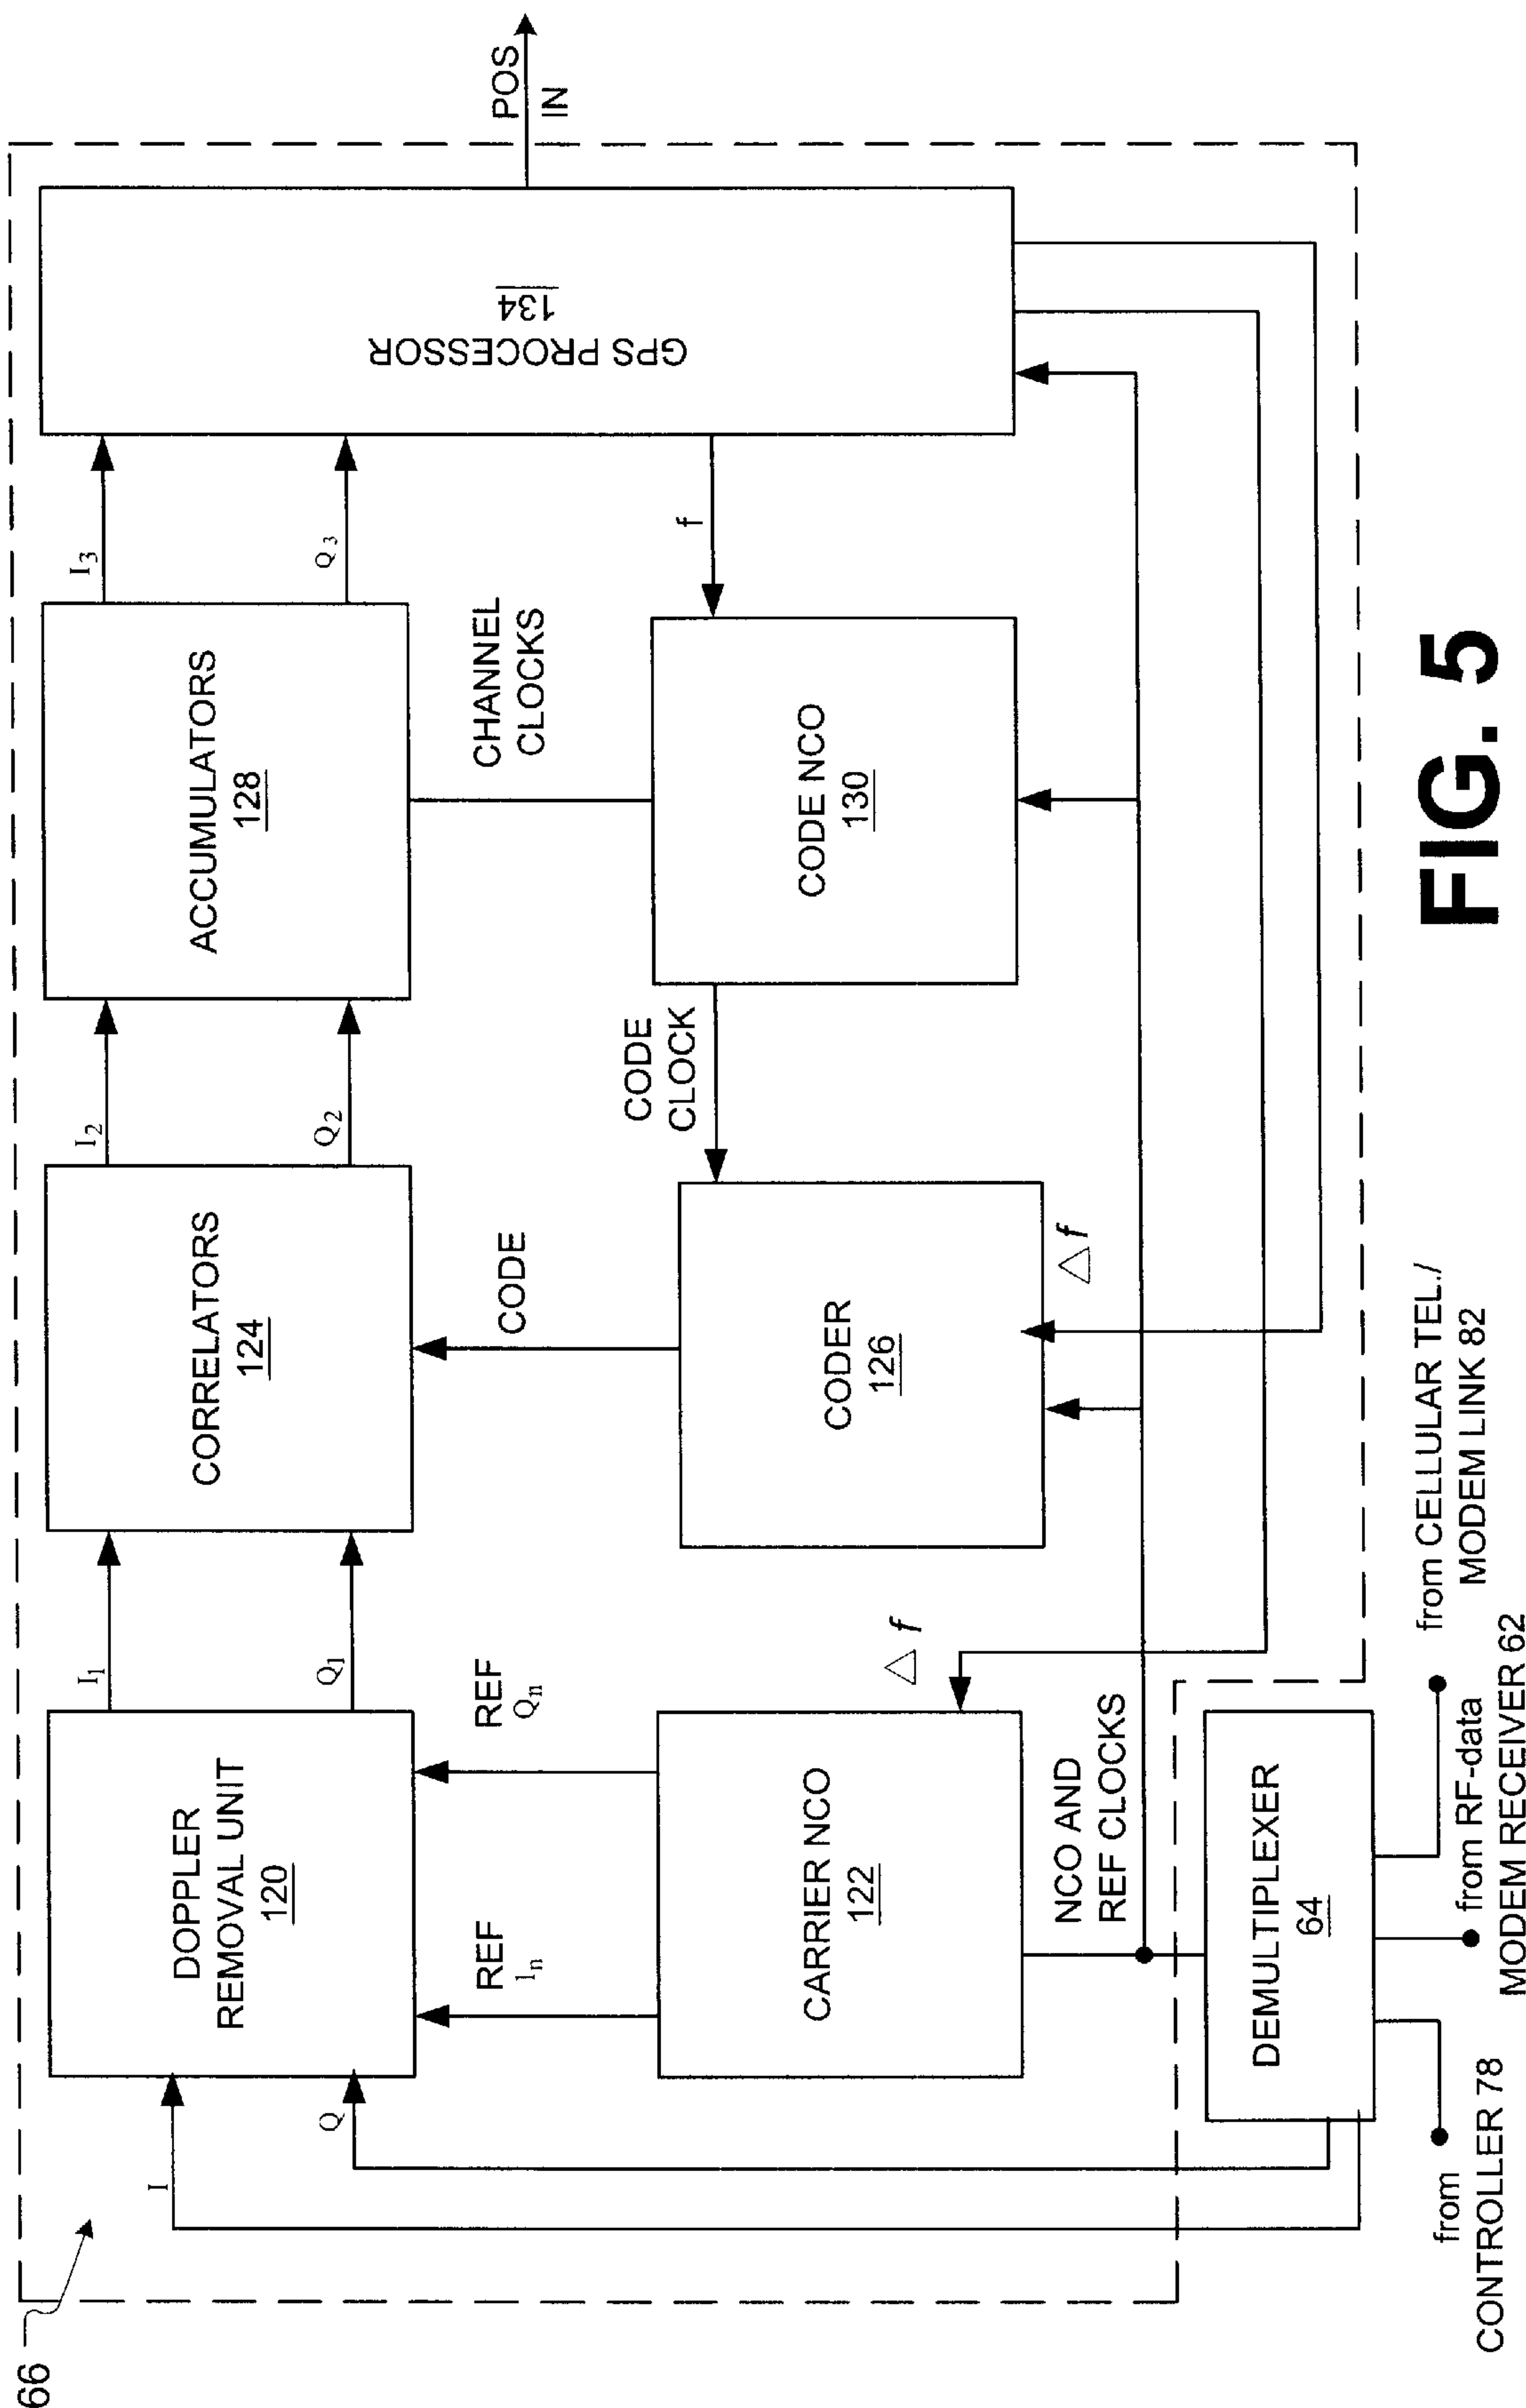 66
I
Q
DOPPLER
REMOVAL UNIT
120
I1
Q1
CORRELATORS
124
I2
Q2
ACCUMULATORS
128
I3
Q3
GPS PROCESSOR
134
POS
IN
REF
In
REF
Qn
CODE
CHANNEL
CLOCKS
CARRIER NCO
122
△ f
CODER
126
△ f
CODE
CLOCK
CODE NCO
130
f
NCO AND
REF CLOCKS
DEMULTIPLEXER
64
from
CONTROLLER 78
from RF-data
MODEM RECEIVER 62
from CELLULAR TEL./
MODEM LINK 82
FIG. 5